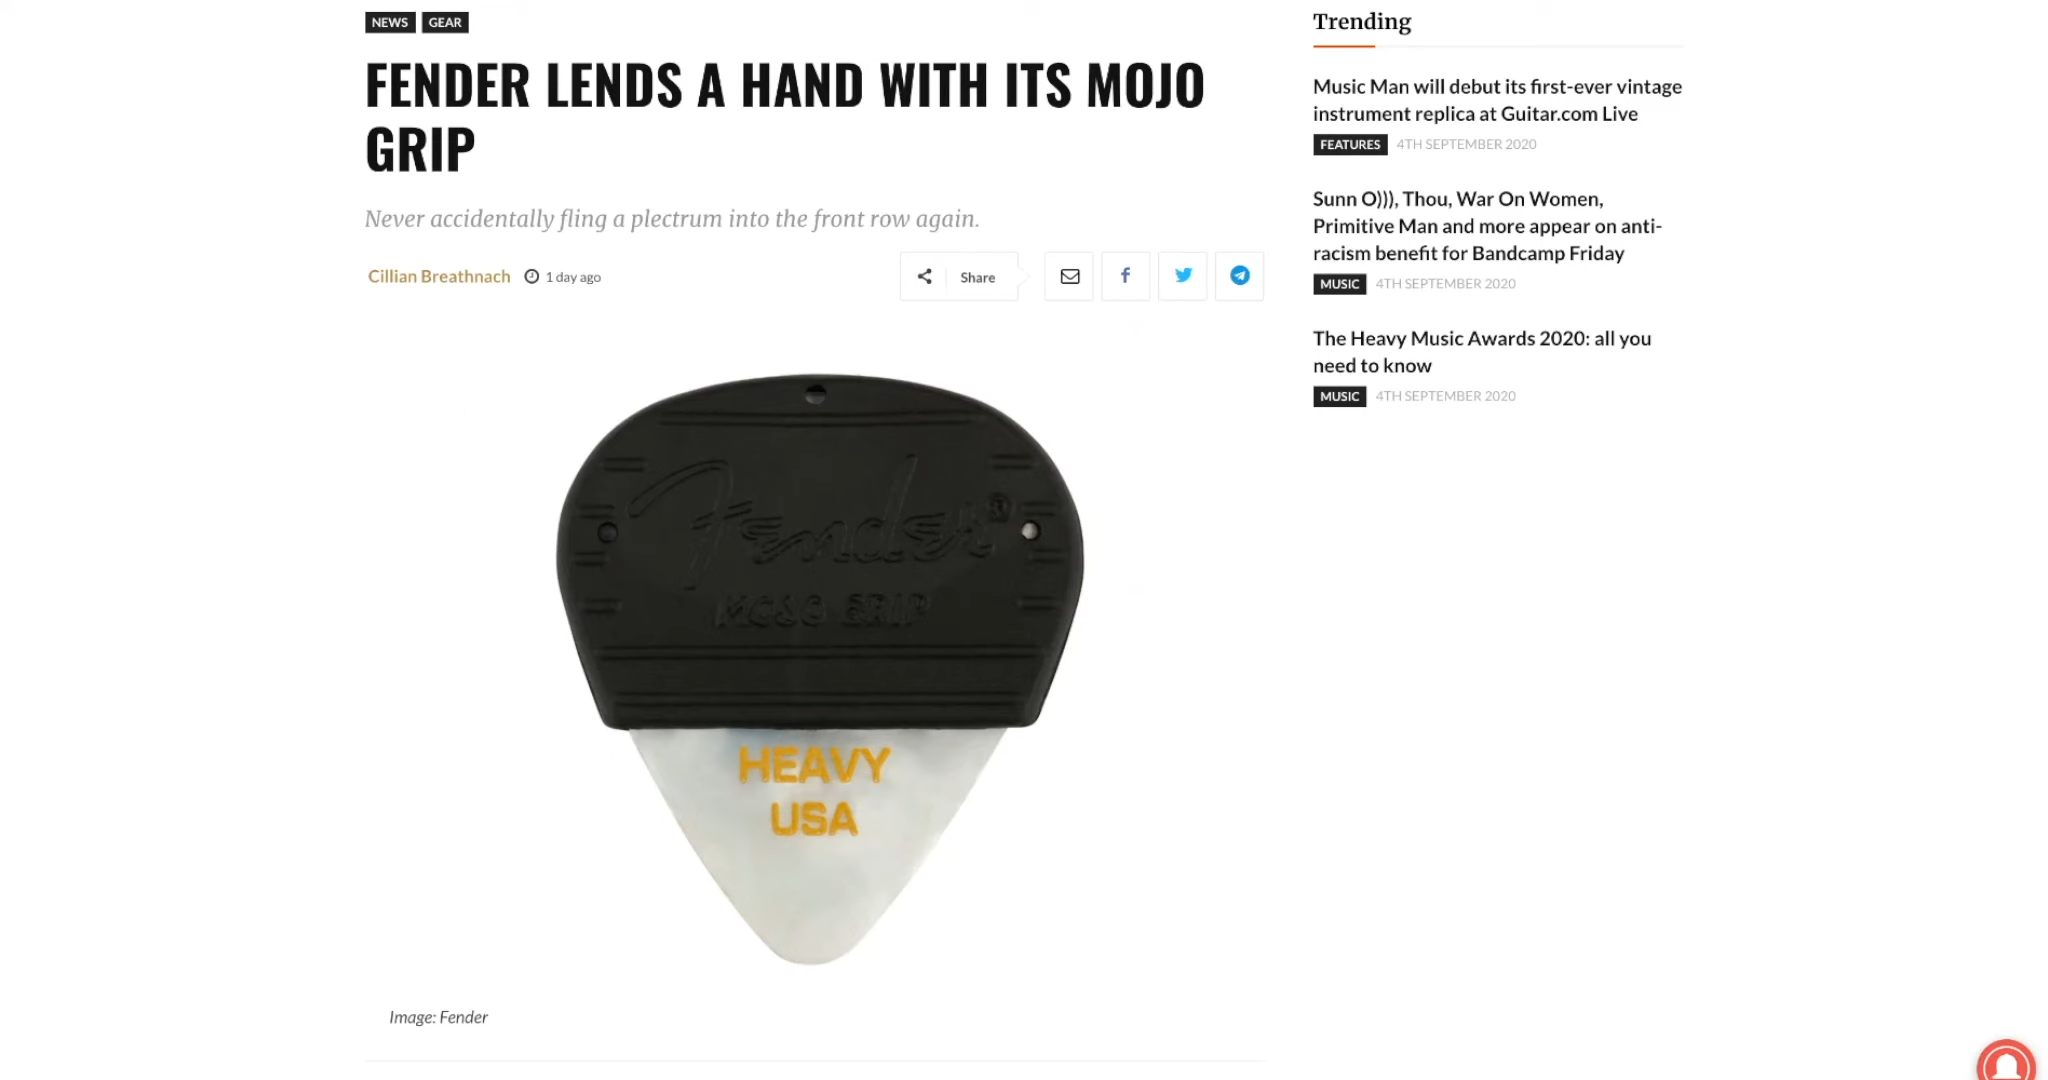 NEWS GEAR
FENDER LENDS A HAND WITH ITS MOJO
GRIP
Never accidentally fling a plectrum into the front row again.
Cillian Breathnach 1 day ago
Share
Fender®
MOJO GRIP
HEAVY
USA
Image: Fender
Trending
Music Man will debut its first-ever vintage
instrument replica at Guitar.com Live
FEATURES 4TH SEPTEMBER 2020
Sunn O))), Thou, War On Women,
Primitive Man and more appear on anti-
racism benefit for Bandcamp Friday
MUSIC 4TH SEPTEMBER 2020
The Heavy Music Awards 2020: all you
need to know
MUSIC 4TH SEPTEMBER 2020